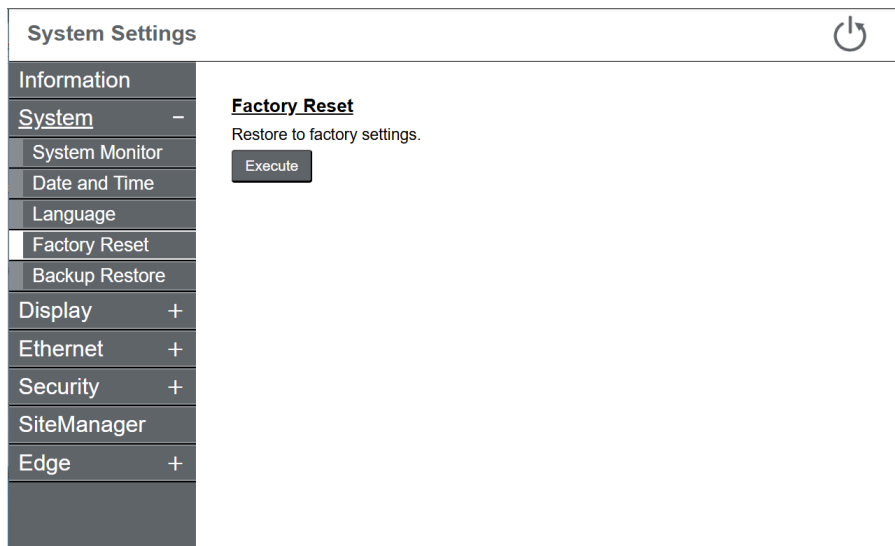 System Settings
Information
System −
System Monitor
Date and Time
Language
Factory Reset
Backup Restore
Display +
Ethernet +
Security +
SiteManager
Edge +
Factory Reset
Restore to factory settings.
Execute